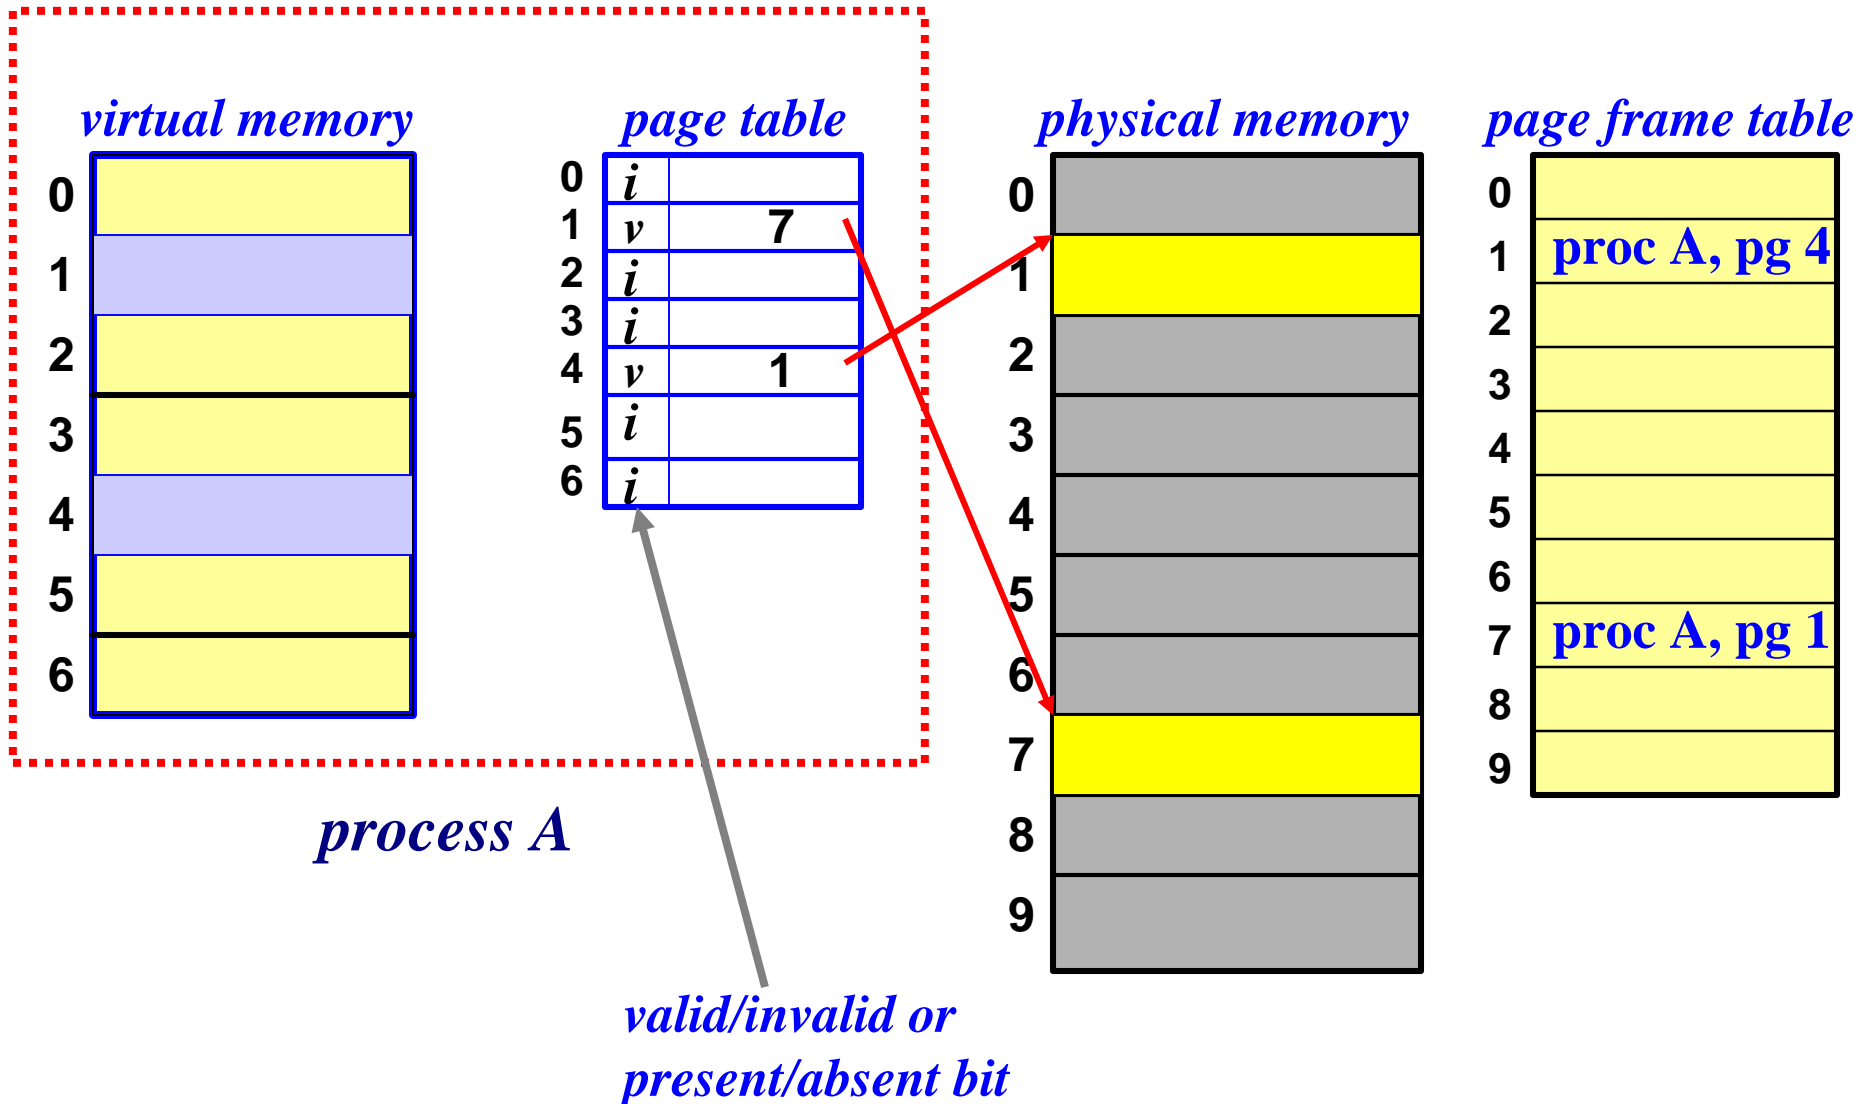 virtual memory
page table
physical memory
page frame table
0
1
2
3
4
5
6
0 i
1 v 7
2 i
3 i
4 v 1
5 i
6 i
0
1
2
3
4
5
6
7
8
9
0
1 proc A, pg 4
2
3
4
5
6
7 proc A, pg 1
8
9
process A
valid/invalid or
present/absent bit